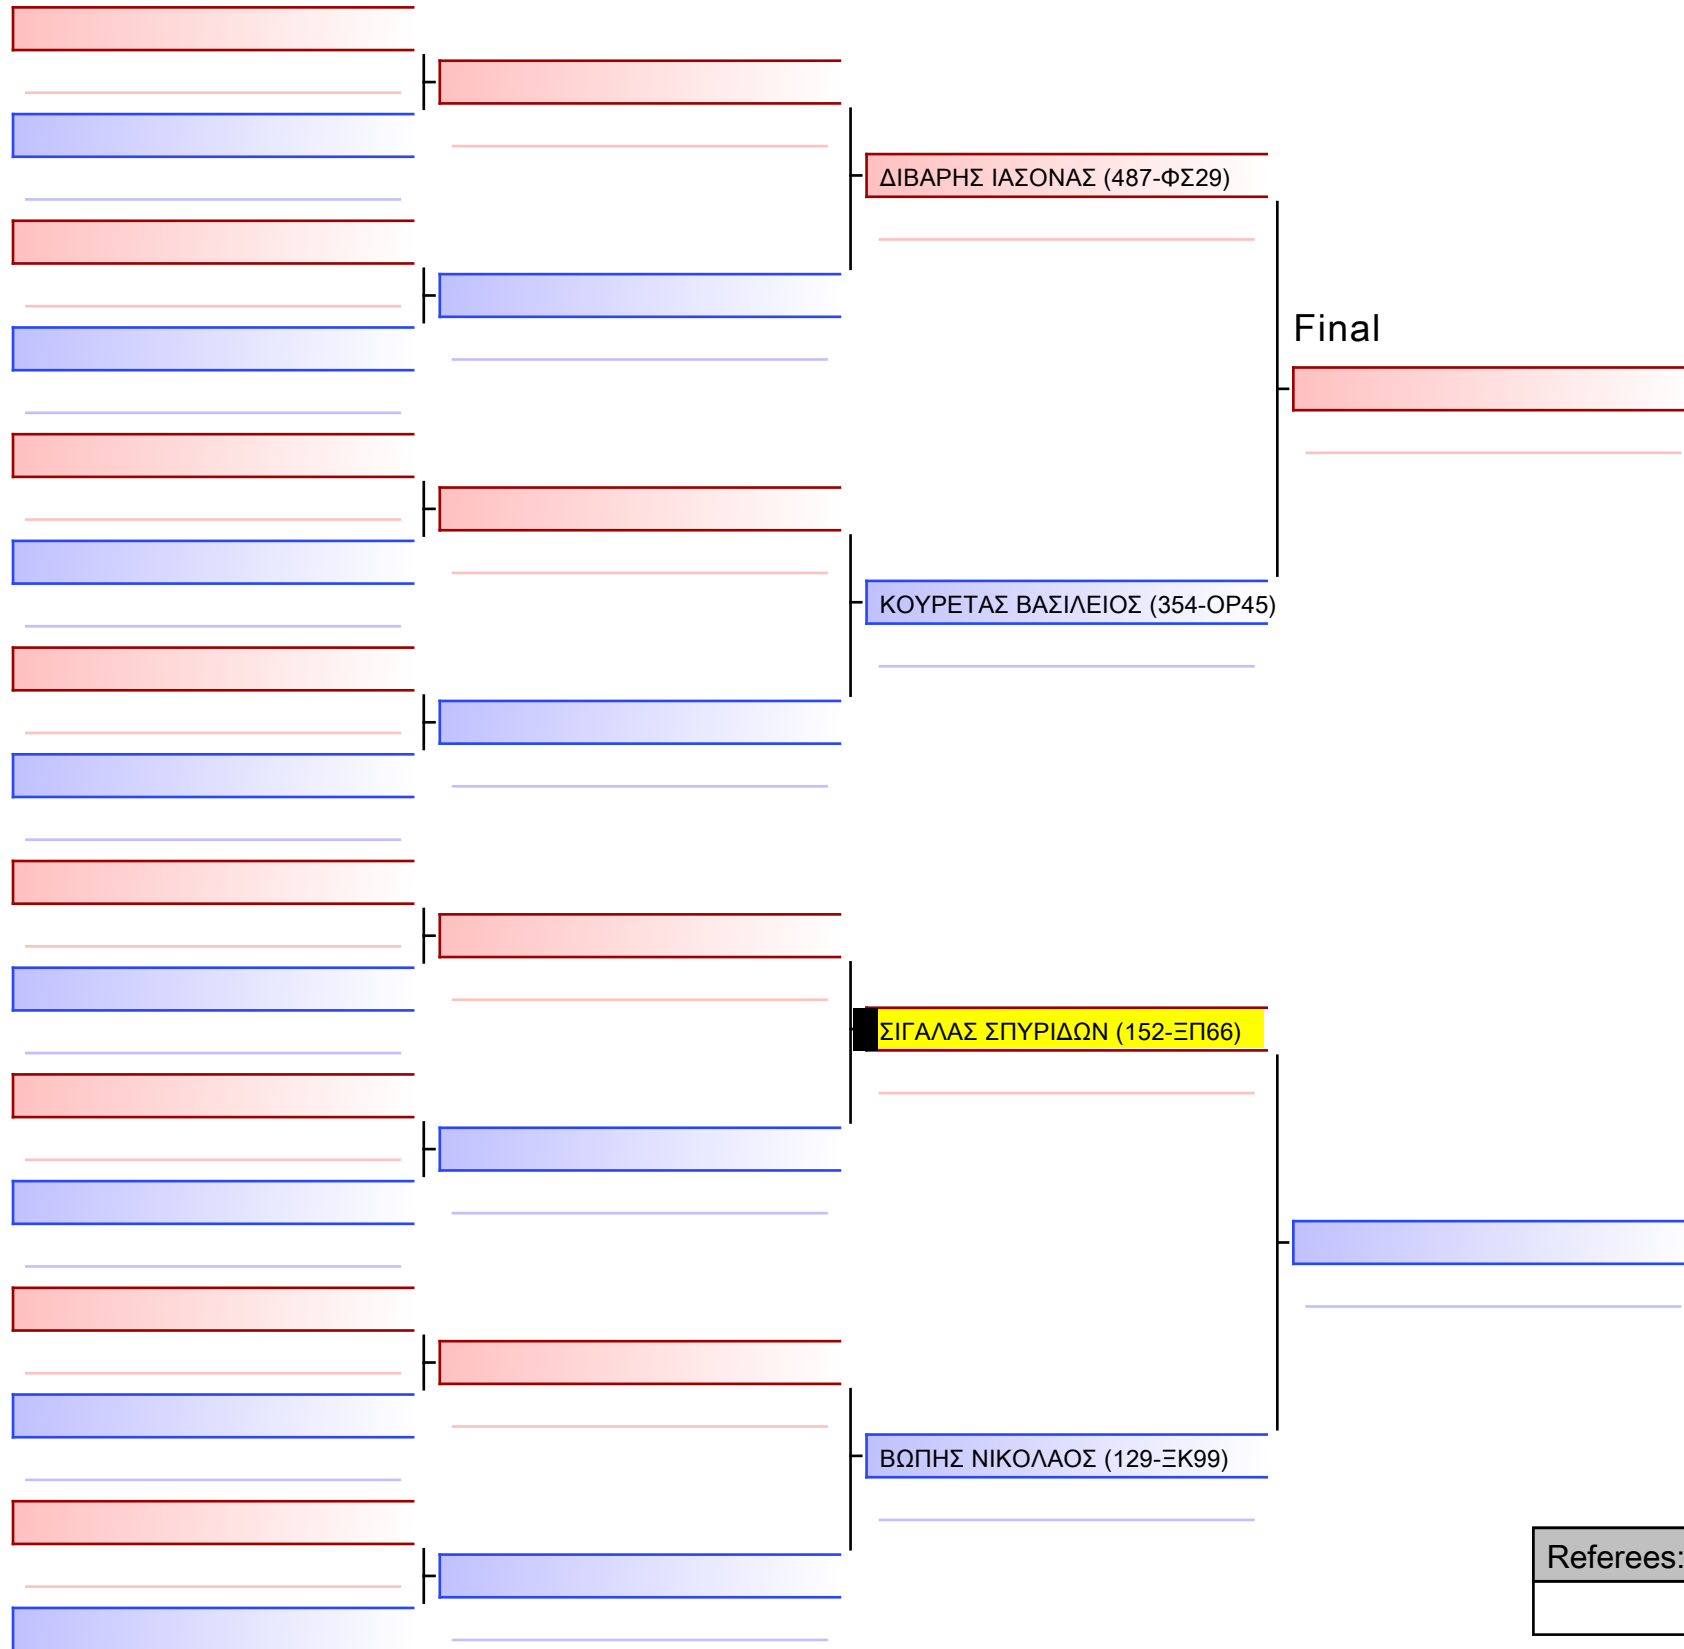 ΔΙΒΑΡΗΣ ΙΑΣΟΝΑΣ (487-ΦΣ29)
Final
ΚΟΥΡΕΤΑΣ ΒΑΣΙΛΕΙΟΣ (354-ΟΡ45)
ΣΙΓΑΛΑΣ ΣΠΥΡΙΔΩΝ (152-ΞΠ66)
ΒΩΠΗΣ ΝΙΚΟΛΑΟΣ (129-ΞΚ99)
Referees: